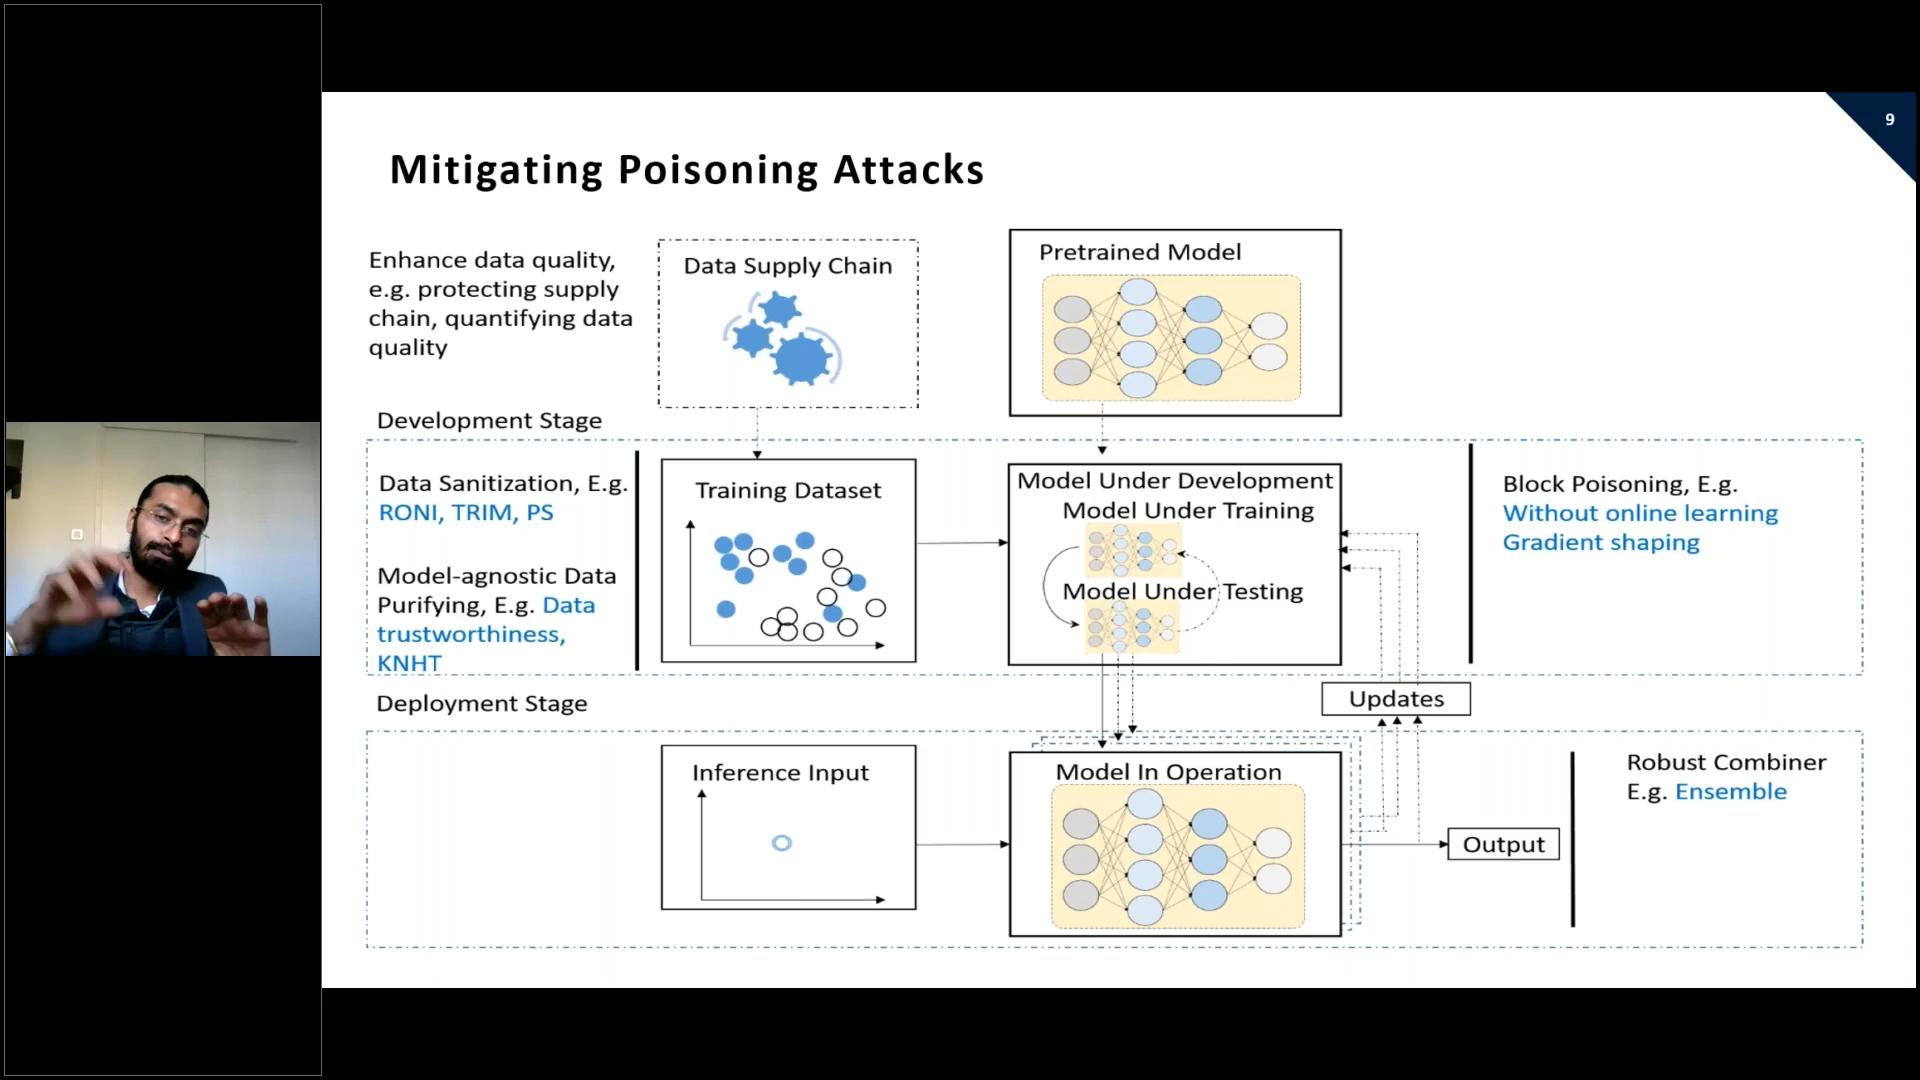 9
Mitigating Poisoning Attacks
Enhance data quality,
e.g. protecting supply
chain, quantifying data
quality
Data Supply Chain
Pretrained Model
Development Stage
Data Sanitization, E.g.
RONI, TRIM, PS
Model-agnostic Data
Purifying, E.g. Data
trustworthiness,
KNHT
Training Dataset
Model Under Development
Model Under Training
Model Under Testing
Block Poisoning, E.g.
Without online learning
Gradient shaping
Updates
Deployment Stage
Inference Input
Model In Operation
Output
Robust Combiner
E.g. Ensemble